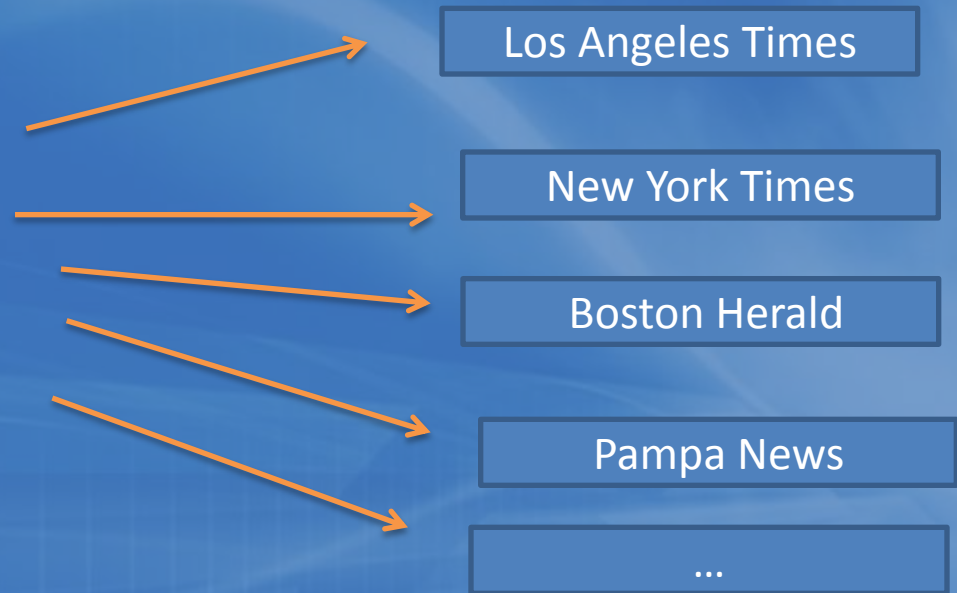 Los Angeles Times
New York Times
Boston Herald
Pampa News
...